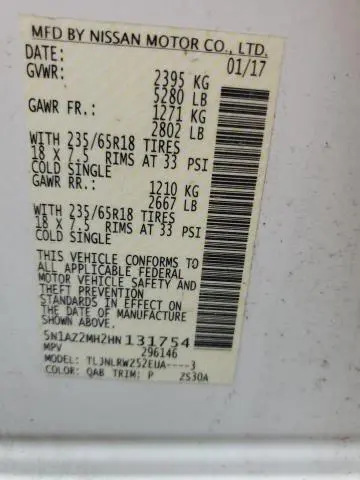 MFD BY NISSAN MOTOR CO., LTD.
DATE: 01/17
GVWR: 2395 KG
5280 LB
GAWR FR.: 1271 KG
2802 LB
WITH 235/65R18 TIRES
18 X 7.5 RIMS AT 33 PSI
COLD SINGLE
GAWR RR.: 1210 KG
2667 LB
WITH 235/65R18 TIRES
18 X 7.5 RIMS AT 33 PSI
COLD SINGLE
THIS VEHICLE CONFORMS TO
ALL APPLICABLE FEDERAL
MOTOR VEHICLE SAFETY
AND THEFT PREVENTION
STANDARDS IN EFFECT ON
THE DATE OF MANUFACTURE
SHOWN ABOVE.
5N1AZ2MH2HN131754
MPV 296146
MODEL: TLJNLRWZ52EUA----3
COLOR: QAB TRIM: P ZS30A